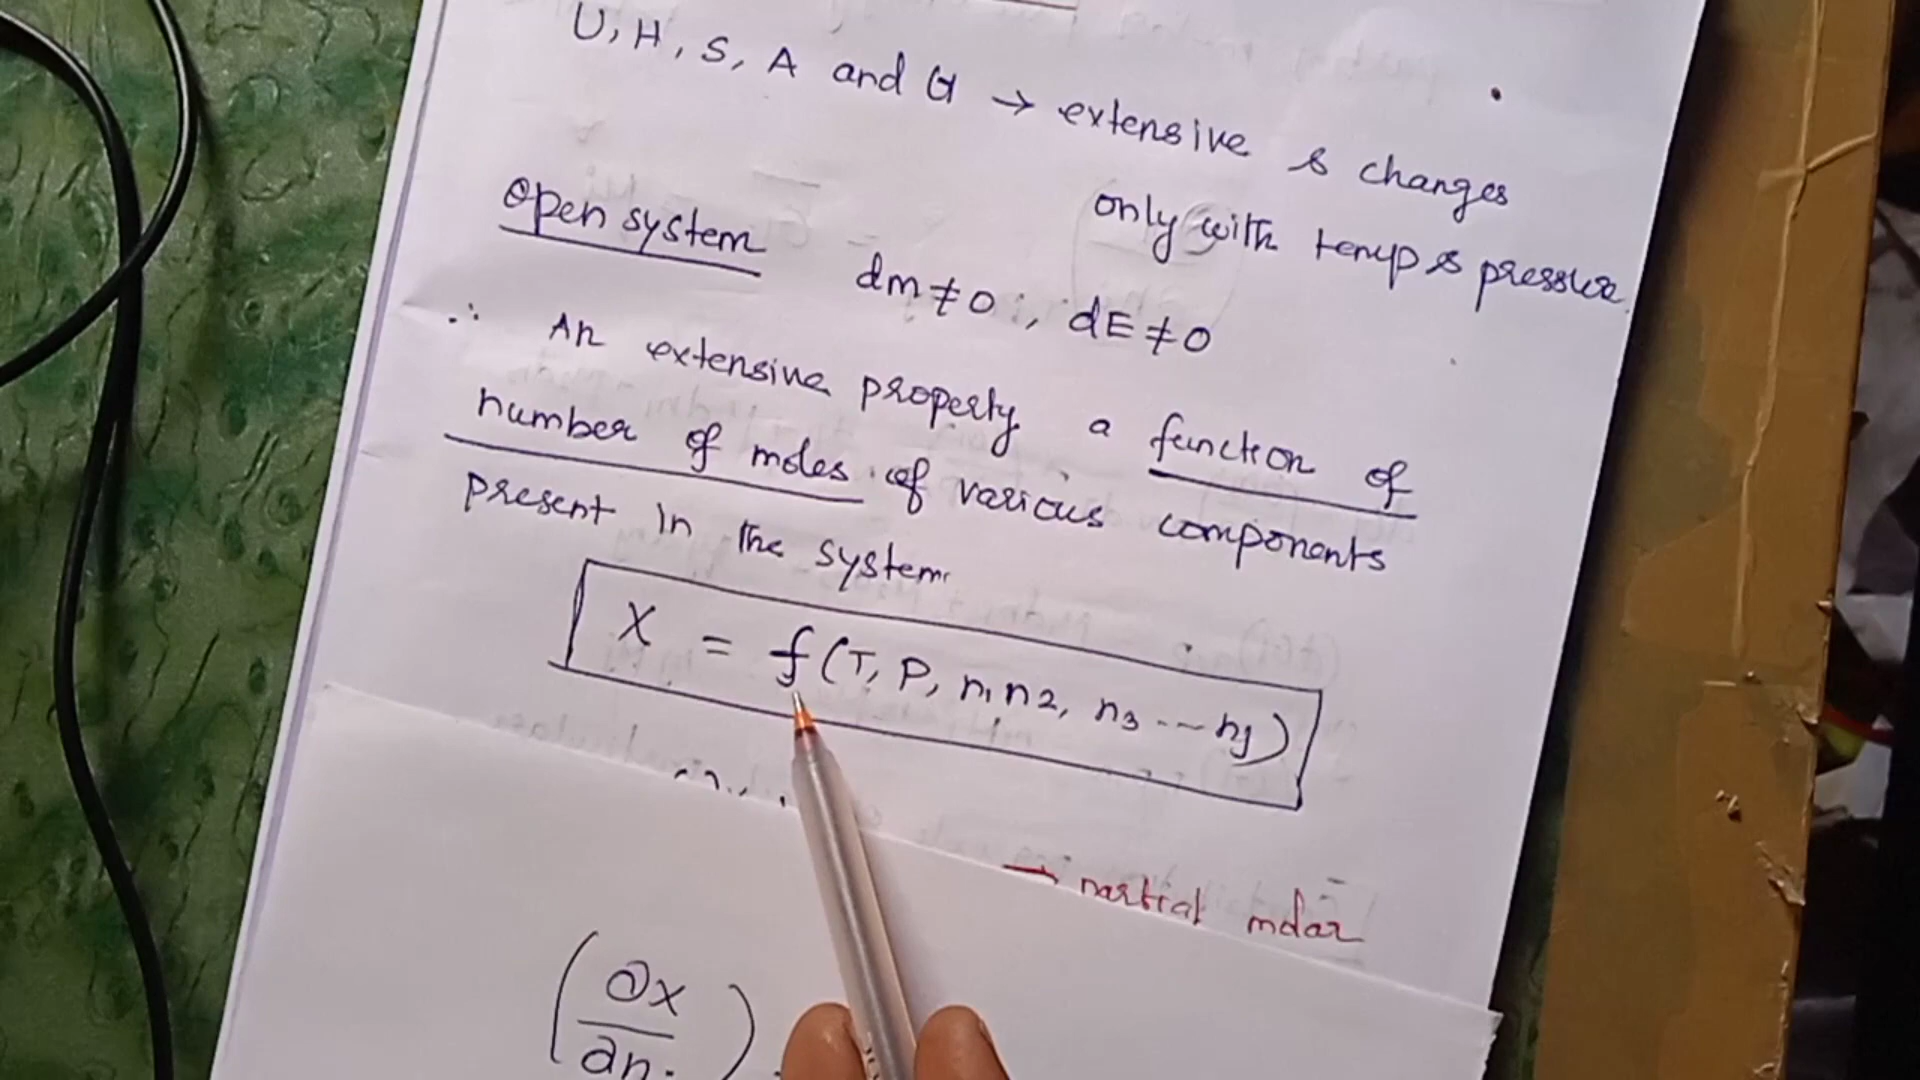 U, H, S, A and G → extensive & changes
only with temp & pressure.
Open system dm ≠ 0, dE ≠ 0
∴ An extensive property a function of
number of moles of various components
present in the system.
X = f(T, P, n1 n2, n3 --- nj)
→ partial molar
(∂X/∂n